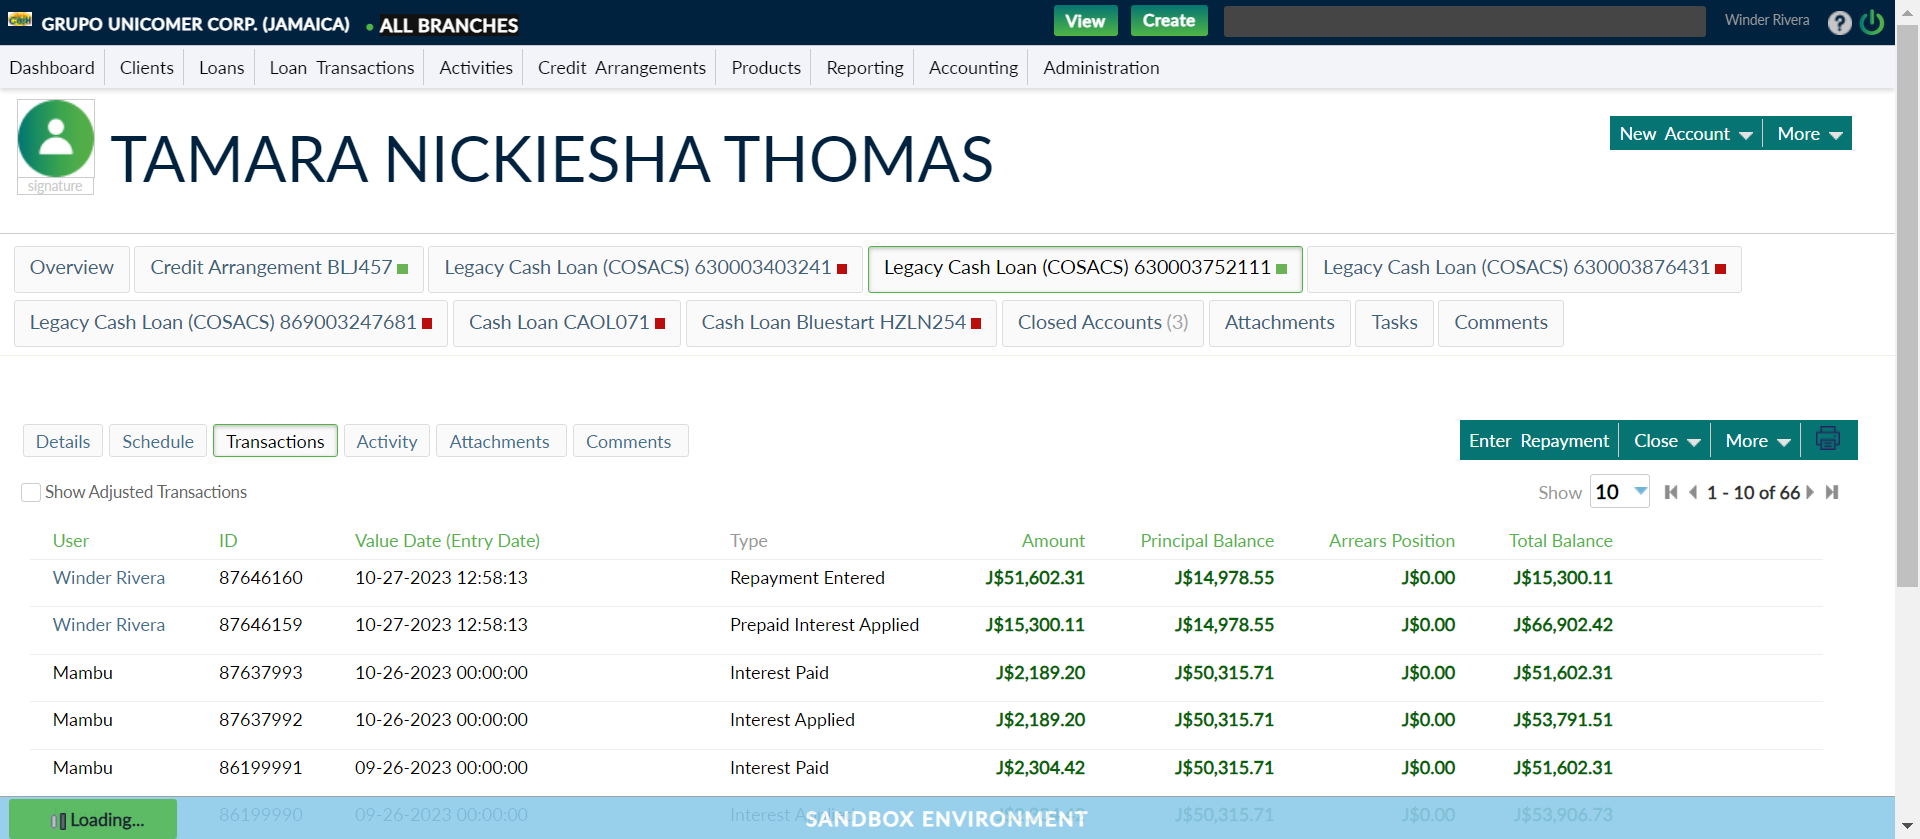 CasH GRUPO UNICOMER CORP. (JAMAICA) ALL BRANCHES View Create Winder Rivera ?
Dashboard Clients Loans Loan Transactions Activities Credit Arrangements Products Reporting Accounting Administration
TAMARA NICKIESHA THOMAS
New Account More
signature
Overview Credit Arrangement BLJ457 Legacy Cash Loan (COSACS) 630003403241 Legacy Cash Loan (COSACS) 630003752111 Legacy Cash Loan (COSACS) 630003876431
Legacy Cash Loan (COSACS) 869003247681 Cash Loan CAOL071 Cash Loan Bluestart HZLN254 Closed Accounts (3) Attachments Tasks Comments
Details Schedule Transactions Activity Attachments Comments Enter Repayment Close More
Show Adjusted Transactions Show 10 1 - 10 of 66
User ID Value Date (Entry Date) Type Amount Principal Balance Arrears Position Total Balance
Winder Rivera 87646160 10-27-2023 12:58:13 Repayment Entered J$51,602.31 J$14,978.55 J$0.00 J$15,300.11
Winder Rivera 87646159 10-27-2023 12:58:13 Prepaid Interest Applied J$15,300.11 J$14,978.55 J$0.00 J$66,902.42
Mambu 87637993 10-26-2023 00:00:00 Interest Paid J$2,189.20 J$50,315.71 J$0.00 J$51,602.31
Mambu 87637992 10-26-2023 00:00:00 Interest Applied J$2,189.20 J$50,315.71 J$0.00 J$53,791.51
Mambu 86199991 09-26-2023 00:00:00 Interest Paid J$2,304.42 J$50,315.71 J$0.00 J$51,602.31
86199990 09-26-2023 00:00:00 Interest J$50,315.71 J$0.00 J$53,906.73
Loading... SANDBOX ENVIRONMENT